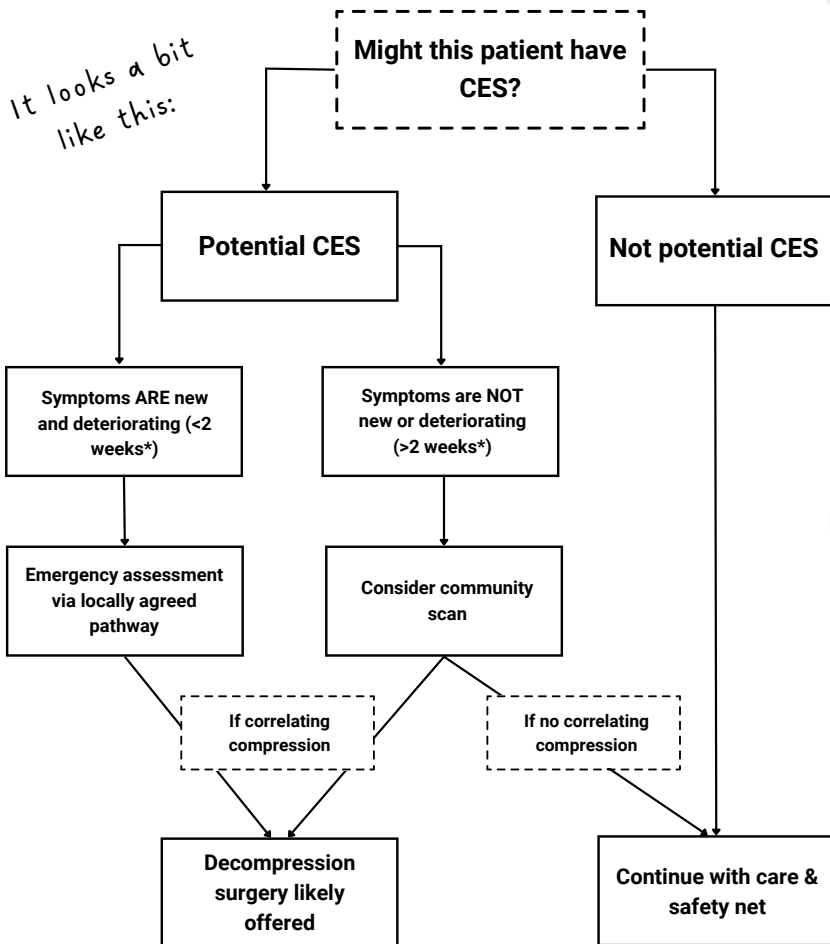 It looks a bit
like this:
Might this patient have
CES?
Potential CES
Not potential CES
Symptoms ARE new
and deteriorating (<2
weeks*)
Symptoms are NOT
new or deteriorating
(>2 weeks*)
Emergency assessment
via locally agreed
pathway
Consider community
scan
If correlating
compression
If no correlating
compression
Decompression
surgery likely
offered
Continue with care &
safety net